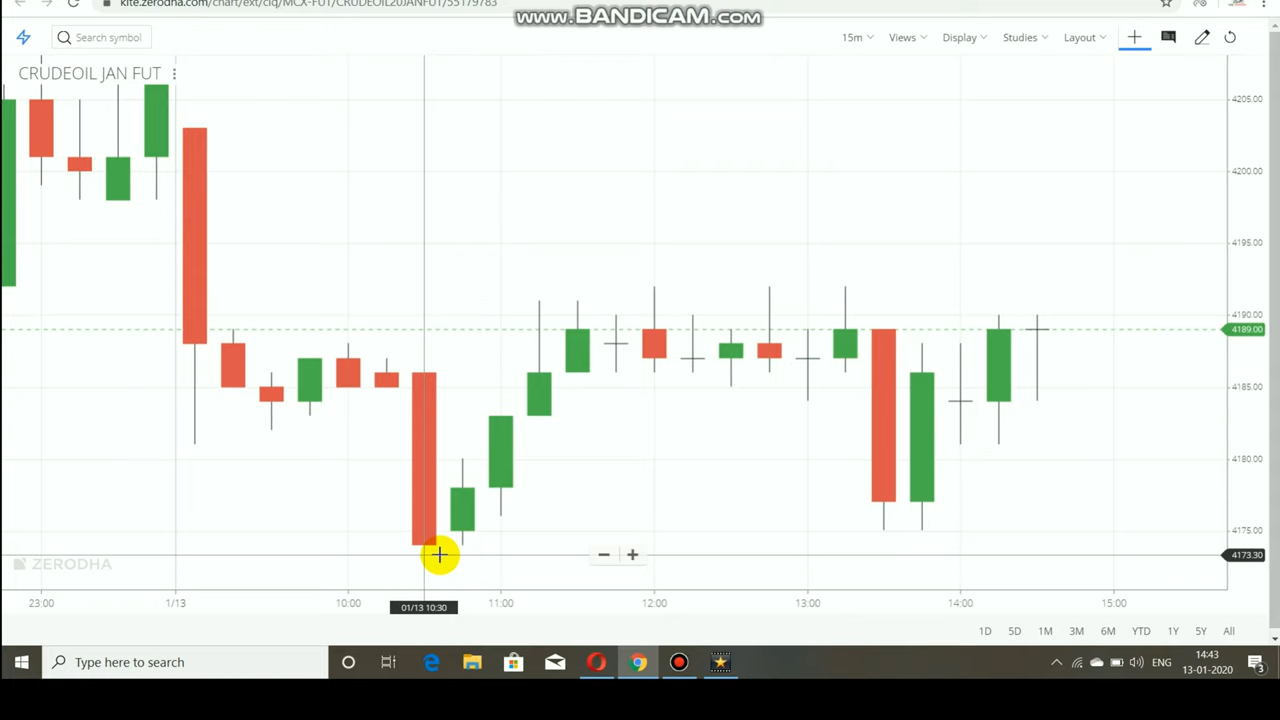 kite.zerodha.com/chart/ext/ciq/MCX-FUT/CRUDEOIL20JANFUT/55179783
www.BANDICAM.com
Search symbol
15m Views Display Studies Layout
CRUDEOIL JAN FUT
4205.00
4200.00
4195.00
4190.00
4189.00
4185.00
4180.00
4175.00
4173.30
ZERODHA
23:00 1/13 10:00 11:00 12:00 13:00 14:00 15:00
01/13 10:30
1D 5D 1M 3M 6M YTD 1Y 5Y All
Type here to search
ENG
14:43
13-01-2020
3